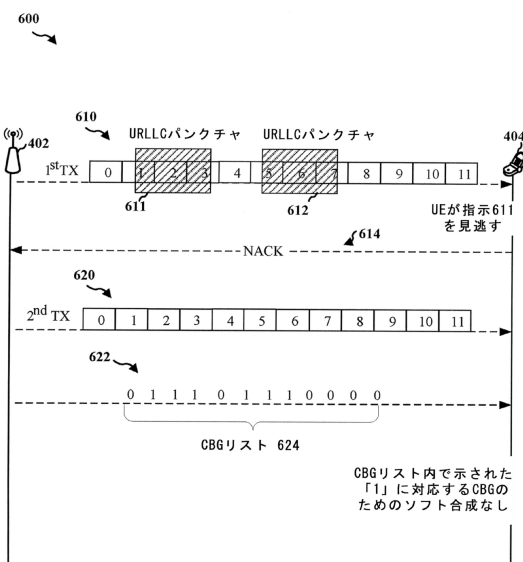 600
610
URLLCパンクチャ URLLCパンクチャ
402
404
1st TX
0 1 2 3 4 5 6 7 8 9 10 11
611
612
UEが指示611
を見逃す
614
NACK
620
2nd TX
0 1 2 3 4 5 6 7 8 9 10 11
622
0 1 1 1 0 1 1 1 0 0 0 0
CBGリスト 624
CBGリスト内で示された
「1」に対応するCBGの
ためのソフト合成なし